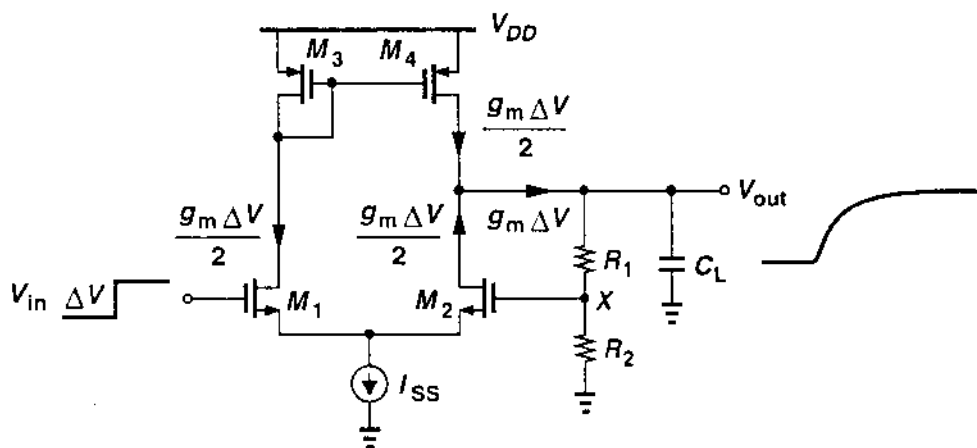 V_DD
M_3
M_4
g_m ΔV
2
g_m ΔV
2
g_m ΔV
2
g_m ΔV
V_out
R_1
C_L
V_in ΔV
M_1
M_2
X
R_2
I_SS